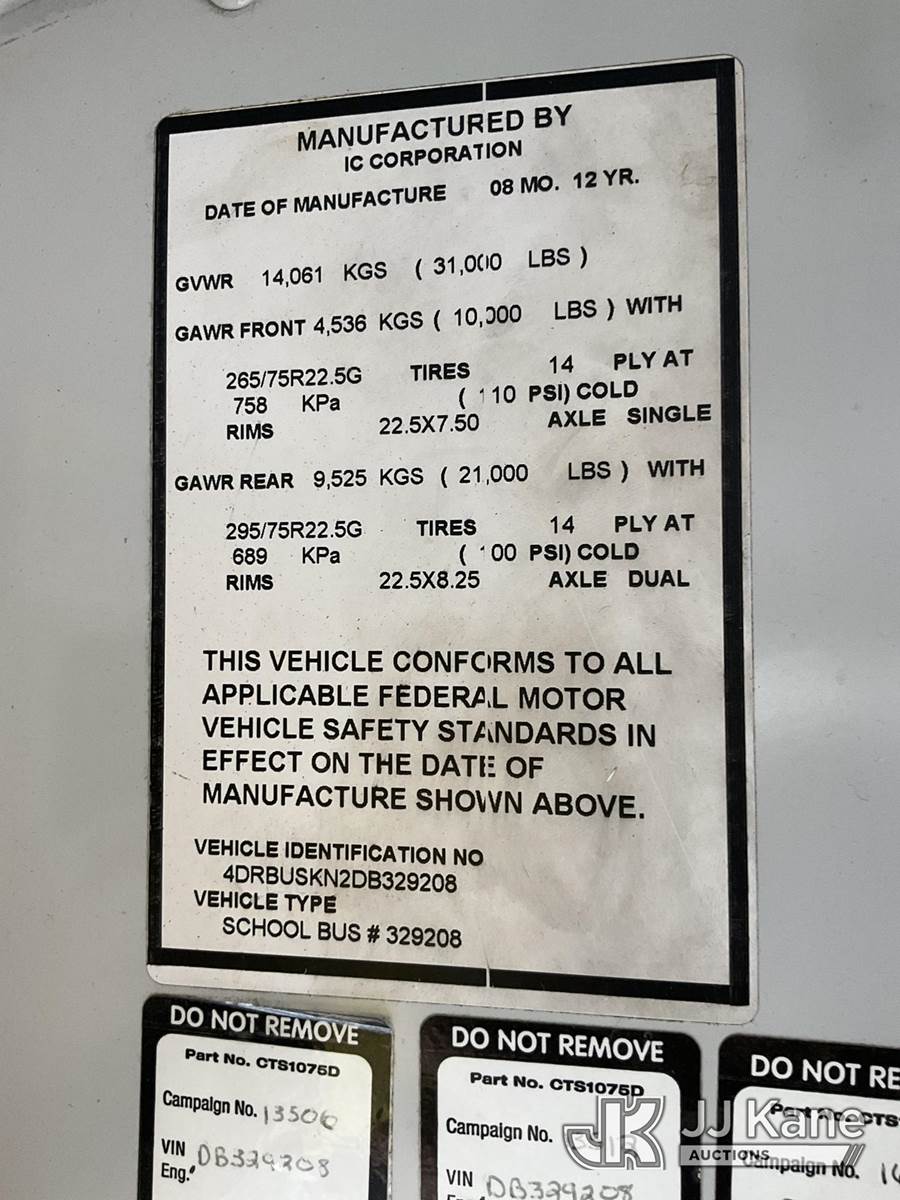 MANUFACTURED BY
IC CORPORATION
DATE OF MANUFACTURE 08 MO. 12 YR.
GVWR 14,061 KGS ( 31,000 LBS )
GAWR FRONT 4,536 KGS ( 10,000 LBS ) WITH
265/75R22.5G TIRES 14 PLY AT
758 KPa ( 110 PSI) COLD
RIMS 22.5X7.50 AXLE SINGLE
GAWR REAR 9,525 KGS ( 21,000 LBS ) WITH
295/75R22.5G TIRES 14 PLY AT
689 KPa ( 100 PSI) COLD
RIMS 22.5X8.25 AXLE DUAL
THIS VEHICLE CONFORMS TO ALL
APPLICABLE FEDERAL MOTOR
VEHICLE SAFETY STANDARDS IN
EFFECT ON THE DATE OF
MANUFACTURE SHOWN ABOVE.
VEHICLE IDENTIFICATION NO
4DRBUSKN2DB329208
VEHICLE TYPE
SCHOOL BUS # 329208
DO NOT REMOVE
Part No. CTS1075D
Campaign No. 13506
VIN DB329208
Eng.
DO NOT REMOVE
Part No. CTS1075D
Campaign No.
VIN DB329208
DO NOT RE
Part No. CTS
Campaign No.
JK JJ Kane
AUCTIONS